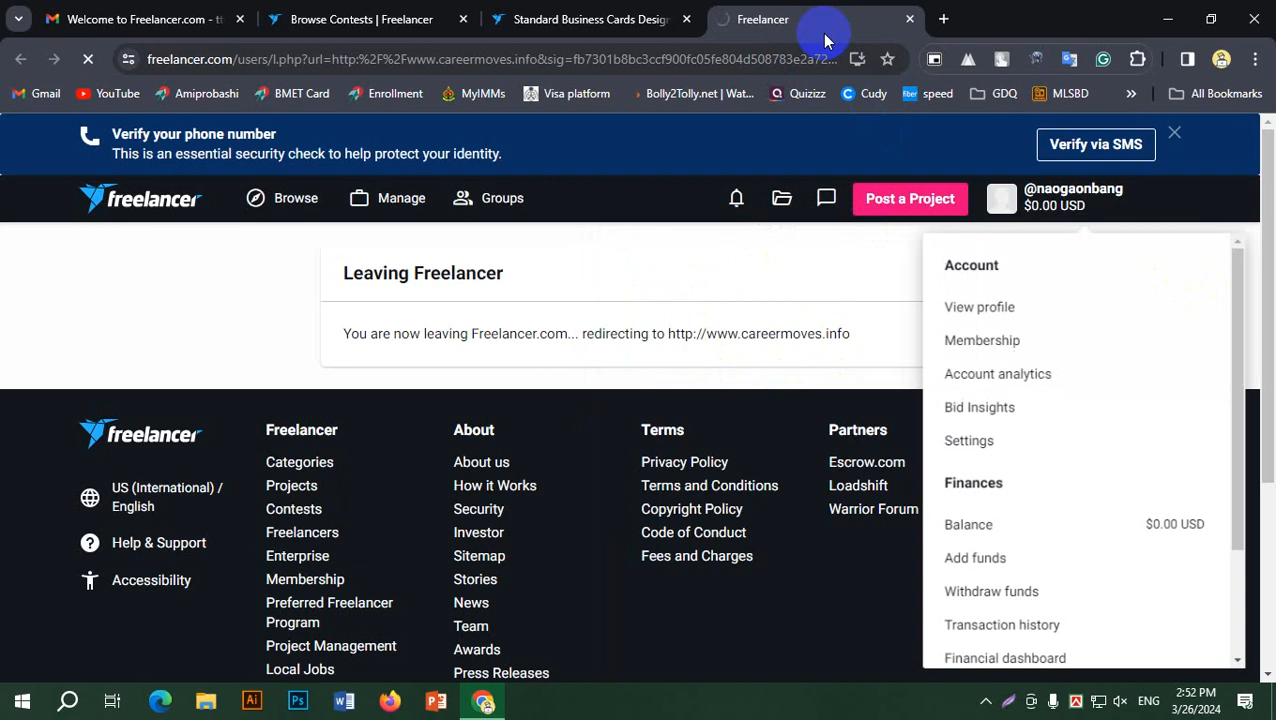 Welcome to Freelancer.com - tt
Browse Contests | Freelancer
Standard Business Cards Design
Freelancer
freelancer.com/users/l.php?url=http:%2F%2Fwww.careermoves.info&sig=fb7301b8bc3ccf900fc05fe804d508783e2a72...
Gmail
YouTube
Amiprobashi
BMET Card
Enrollment
MyIMMs
Visa platform
Bolly2Tolly.net | Wat...
Quizizz
Cudy
fiber
speed
GDQ
MLSBD
All Bookmarks
Verify your phone number
This is an essential security check to help protect your identity.
Verify via SMS
freelancer
Browse
Manage
Groups
Post a Project
@naogaonbang
$0.00 USD
Leaving Freelancer
You are now leaving Freelancer.com... redirecting to http://www.careermoves.info
Account
View profile
Membership
Account analytics
Bid Insights
Settings
Finances
Balance $0.00 USD
Add funds
Withdraw funds
Transaction history
Financial dashboard
freelancer
US (International) /
English
Help & Support
Accessibility
Freelancer
Categories
Projects
Contests
Freelancers
Enterprise
Membership
Preferred Freelancer
Program
Project Management
Local Jobs
About
About us
How it Works
Security
Investor
Sitemap
Stories
News
Team
Awards
Press Releases
Terms
Privacy Policy
Terms and Conditions
Copyright Policy
Code of Conduct
Fees and Charges
Partners
Escrow.com
Loadshift
Warrior Forum
Ai
Ps
ENG
2:52 PM
3/26/2024